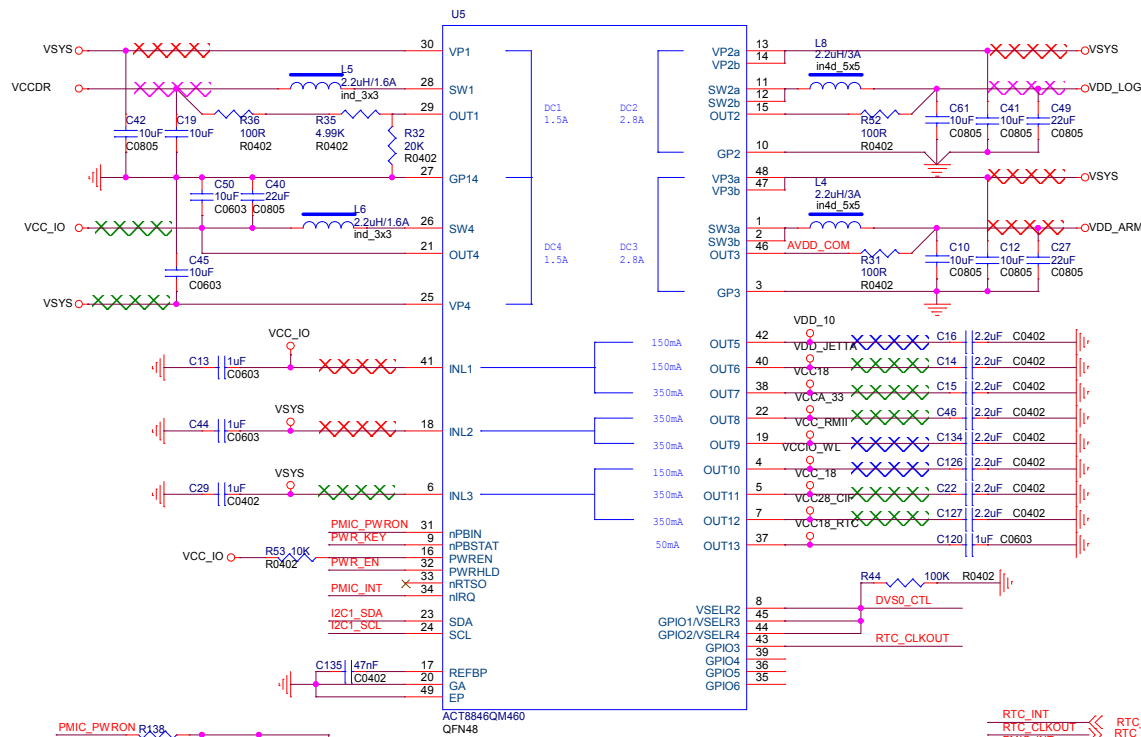 U5
VSYS
30
VP1
VCCDR
L5
2.2uH/1.6A
ind_3x3
28
SW1
29
OUT1
C42
10uF
C0805
C19
10uF
R36
100R
R0402
R35
4.99K
R0402
R32
20K
R0402
27
GP14
C50
10uF
C0603
C40
22uF
C0805
L6
2.2uH/1.6A
ind_3x3
VCC_IO
26
SW4
21
OUT4
C45
10uF
C0603
VSYS
25
VP4
DC1
1.5A
DC4
1.5A
DC2
2.8A
DC3
2.8A
VP2a
13
VP2b
14
L8
2.2uH/3A
in4d_5x5
VSYS
SW2a
11
SW2b
12
VDD_LOG
OUT2
15
R52
100R
R0402
C61
10uF
C0805
C41
10uF
C0805
C49
22uF
C0805
GP2
10
VP3a
48
VP3b
47
VSYS
L4
2.2uH/3A
in4d_5x5
SW3a
1
SW3b
2
VDD_ARM
OUT3
46
AVDD_COM
R31
100R
R0402
C10
10uF
C0805
C12
10uF
C0805
C27
22uF
C0805
GP3
3
VCC_IO
C13
1uF
C0603
41
INL1
VSYS
C44
1uF
C0603
18
INL2
VSYS
C29
1uF
C0402
6
INL3
150mA
OUT5
42
VDD_10
C16
2.2uF
C0402
150mA
OUT6
40
VDD_JETTA
C14
2.2uF
C0402
350mA
OUT7
38
VCC18
C15
2.2uF
C0402
350mA
OUT8
22
VCCA_33
C46
2.2uF
C0402
350mA
OUT9
19
VCC_RMII
C134
2.2uF
C0402
150mA
OUT10
4
VCCIO_WL
C126
2.2uF
C0402
350mA
OUT11
5
VCC_18
C22
2.2uF
C0402
350mA
OUT12
7
VCC28_CIF
C127
2.2uF
C0402
50mA
OUT13
37
VCC18_RTC
C120
1uF
C0603
PMIC_PWRON
31
nPBIN
PWR_KEY
9
nPBSTAT
VCC_IO
R53 10K
R0402
16
PWREN
PWR_EN
32
PWRHLD
33
nRTSO
PMIC_INT
34
nIRQ
I2C1_SDA
23
SDA
I2C1_SCL
24
SCL
C135
47nF
C0402
17
REFBP
20
GA
49
EP
R44
100K
R0402
VSELR2
8
DVS0_CTL
GPIO1/VSELR3
45
GPIO2/VSELR4
44
GPIO3
43
RTC_CLKOUT
GPIO4
39
GPIO5
36
GPIO6
35
ACT8846QM460
QFN48
PMIC_PWRON
R138
RTC_INT
RTC_
RTC_CLKOUT
RTC